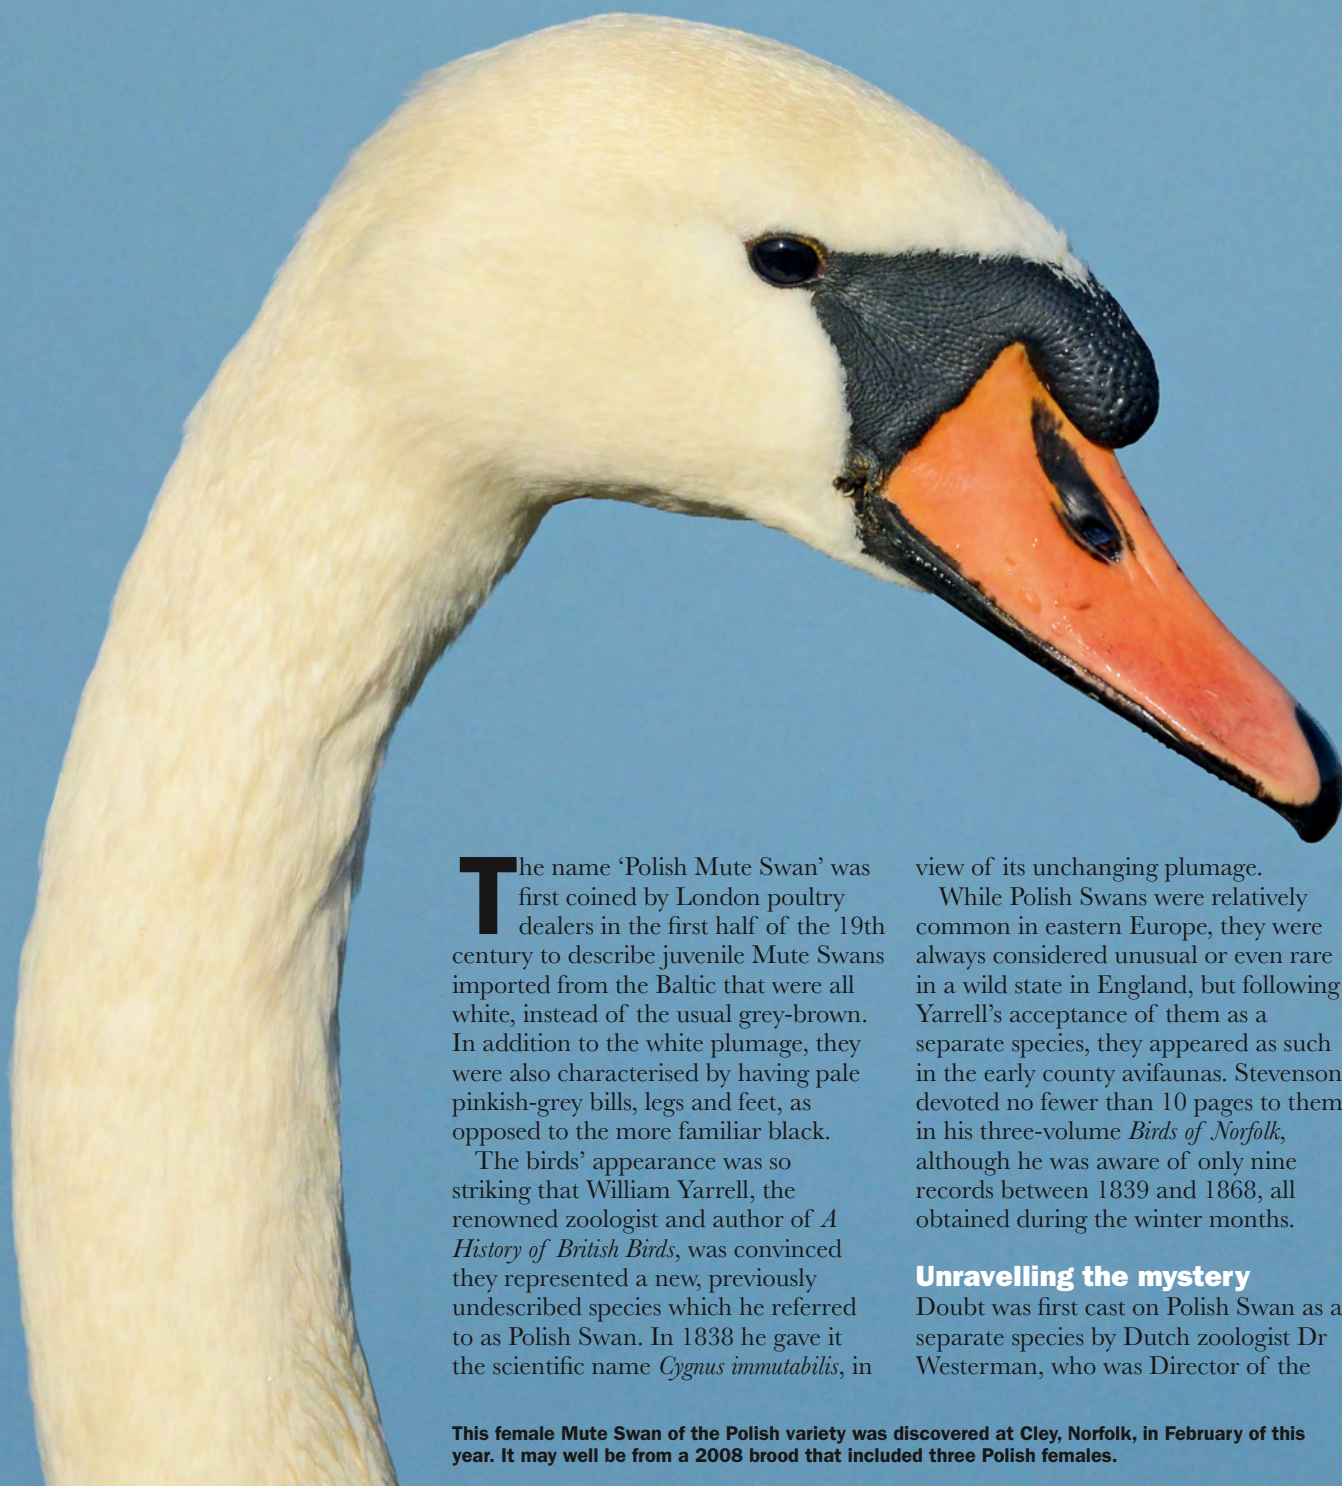 The name ‘Polish Mute Swan’ was
first coined by London poultry
dealers in the first half of the 19th
century to describe juvenile Mute Swans
imported from the Baltic that were all
white, instead of the usual grey-brown.
In addition to the white plumage, they
were also characterised by having pale
pinkish-grey bills, legs and feet, as
opposed to the more familiar black.
The birds’ appearance was so
striking that William Yarrell, the
renowned zoologist and author of A
History of British Birds, was convinced
they represented a new, previously
undescribed species which he referred
to as Polish Swan. In 1838 he gave it
the scientific name Cygnus immutabilis, in
view of its unchanging plumage.
While Polish Swans were relatively
common in eastern Europe, they were
always considered unusual or even rare
in a wild state in England, but following
Yarrell’s acceptance of them as a
separate species, they appeared as such
in the early county avifaunas. Stevenson
devoted no fewer than 10 pages to them
in his three-volume Birds of Norfolk,
although he was aware of only nine
records between 1839 and 1868, all
obtained during the winter months.
Unravelling the mystery
Doubt was first cast on Polish Swan as a
separate species by Dutch zoologist Dr
Westerman, who was Director of the
This female Mute Swan of the Polish variety was discovered at Cley, Norfolk, in February of this
year. It may well be from a 2008 brood that included three Polish females.